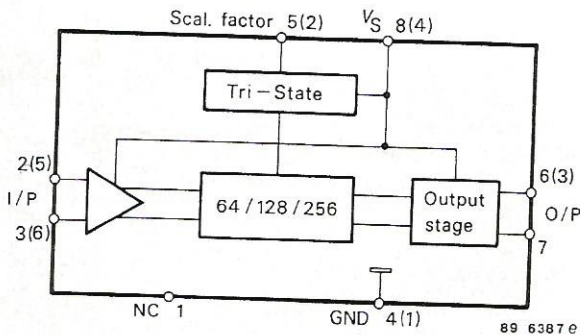 Scal. factor 5(2)
VS 8(4)
Tri-State
2(5)
I/P
3(6)
64/128/256
Output
stage
6(3)
O/P
7
NC 1
GND 4(1)
89 6387e